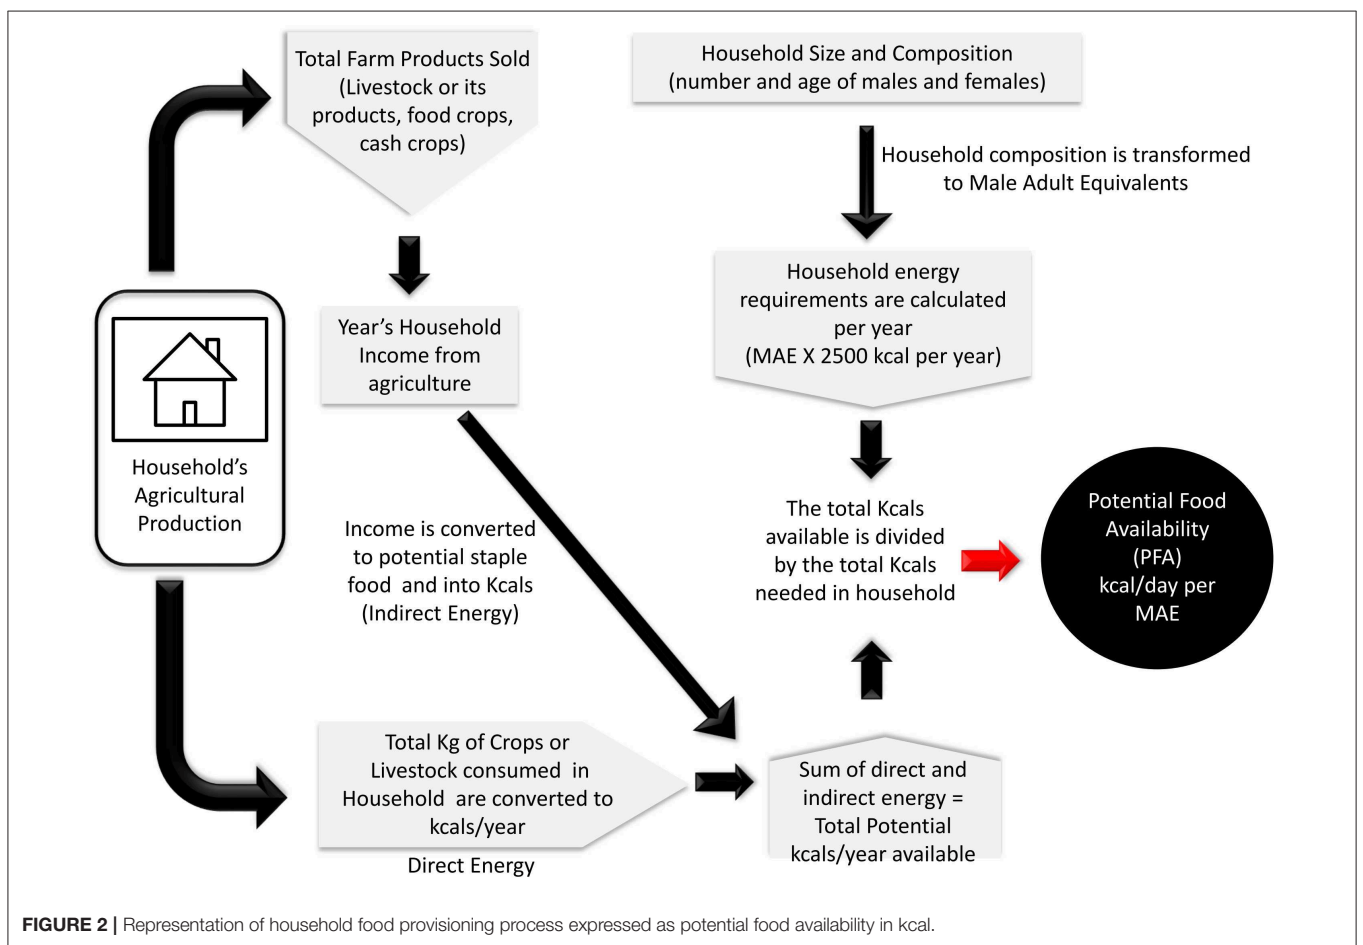 Total Farm Products Sold
(Livestock or its
products, food crops,
cash crops)
Household Size and Composition
(number and age of males and females)
Household composition is transformed
to Male Adult Equivalents
Household energy
requirements are calculated
per year
(MAE X 2500 kcal per year)
Year's Household
Income from
agriculture
Household's
Agricultural
Production
Income is converted
to potential staple
food and into Kcals
(Indirect Energy)
The total Kcals
available is divided
by the total Kcals
needed in household
Potential Food
Availability
(PFA)
kcal/day per
MAE
Total Kg of Crops or
Livestock consumed in
Household are converted to
kcals/year
Direct Energy
Sum of direct and
indirect energy =
Total Potential
kcals/year available
FIGURE 2 | Representation of household food provisioning process expressed as potential food availability in kcal.